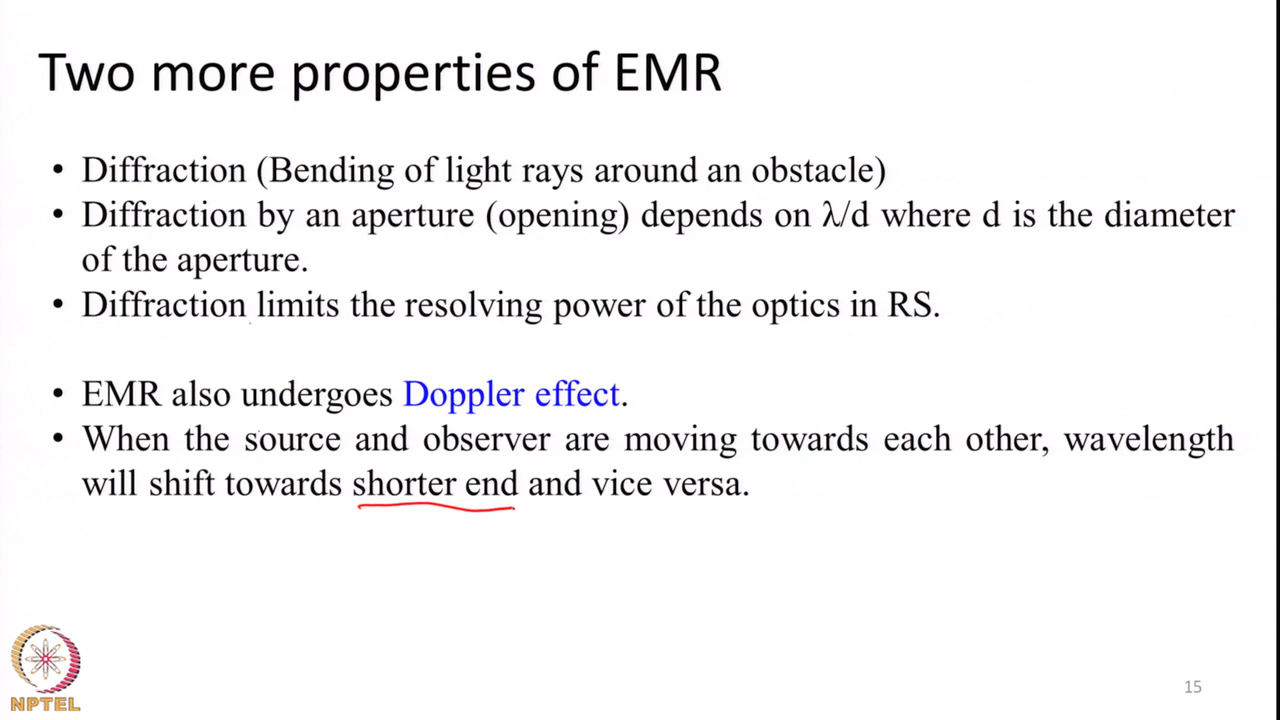 Two more properties of EMR
• Diffraction (Bending of light rays around an obstacle)
• Diffraction by an aperture (opening) depends on λ/d where d is the diameter
of the aperture.
• Diffraction limits the resolving power of the optics in RS.
• EMR also undergoes Doppler effect.
• When the source and observer are moving towards each other, wavelength
will shift towards shorter end and vice versa.
NPTEL
15